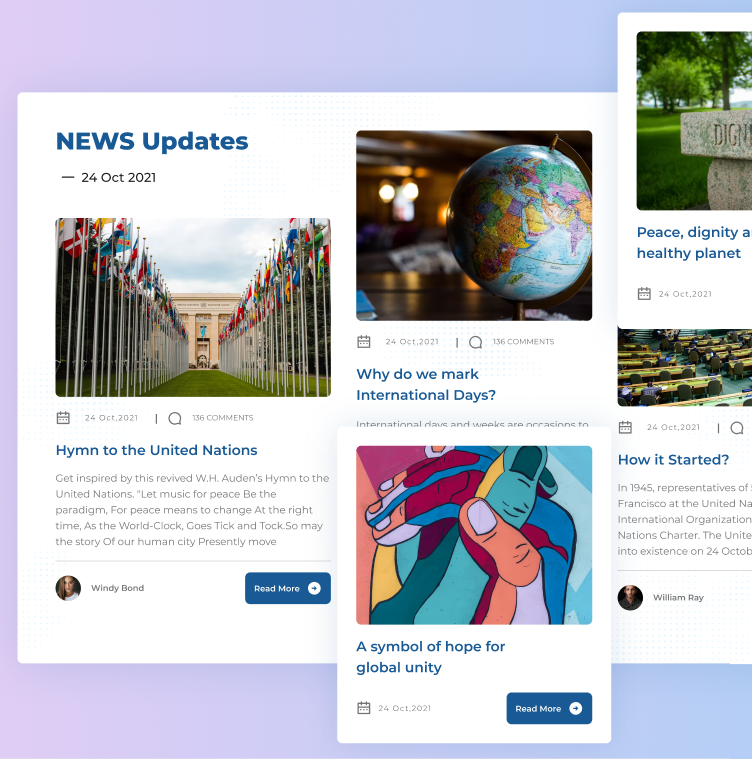 NEWS Updates
— 24 Oct 2021
24 Oct,2021 | 136 COMMENTS
Hymn to the United Nations
Get inspired by this revived W.H. Auden's Hymn to the
United Nations. "Let music for peace Be the
paradigm, For peace means to change At the right
time, As the World-Clock, Goes Tick and Tock.So may
the story Of our human city Presently move
Windy Bond
Read More
24 Oct,2021 | 136 COMMENTS
Why do we mark
International Days?
International days and weeks are occasions to
A symbol of hope for
global unity
24 Oct,2021
Read More
DIGNI
Peace, dignity a
healthy planet
24 Oct,2021
24 Oct,2021 |
How it Started?
In 1945, representatives of
Francisco at the United Na
International Organization
Nations Charter. The Unite
into existence on 24 Octob
William Ray